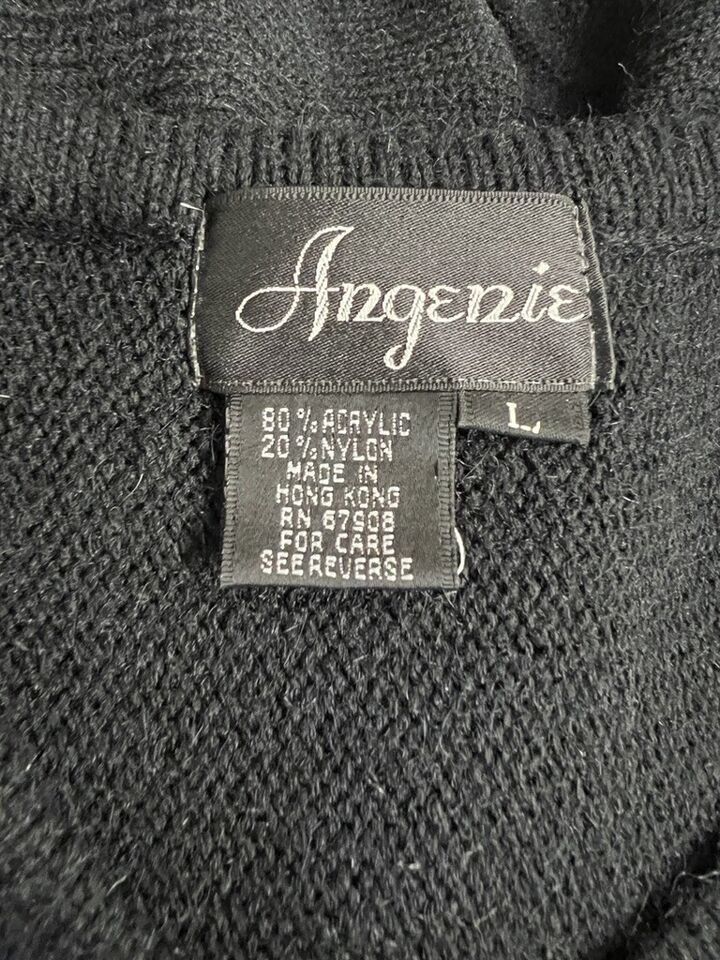 Angenie
L
80% ACRYLIC
20% NYLON
MADE IN
HONG KONG
RN 67908
FOR CARE
SEE REVERSE